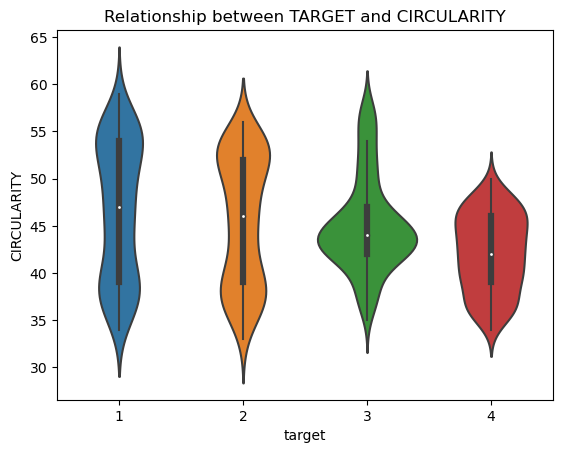 Relationship between TARGET and CIRCULARITY
65
60
55
50
45
40
35
30
CIRCULARITY
1 2 3 4
target